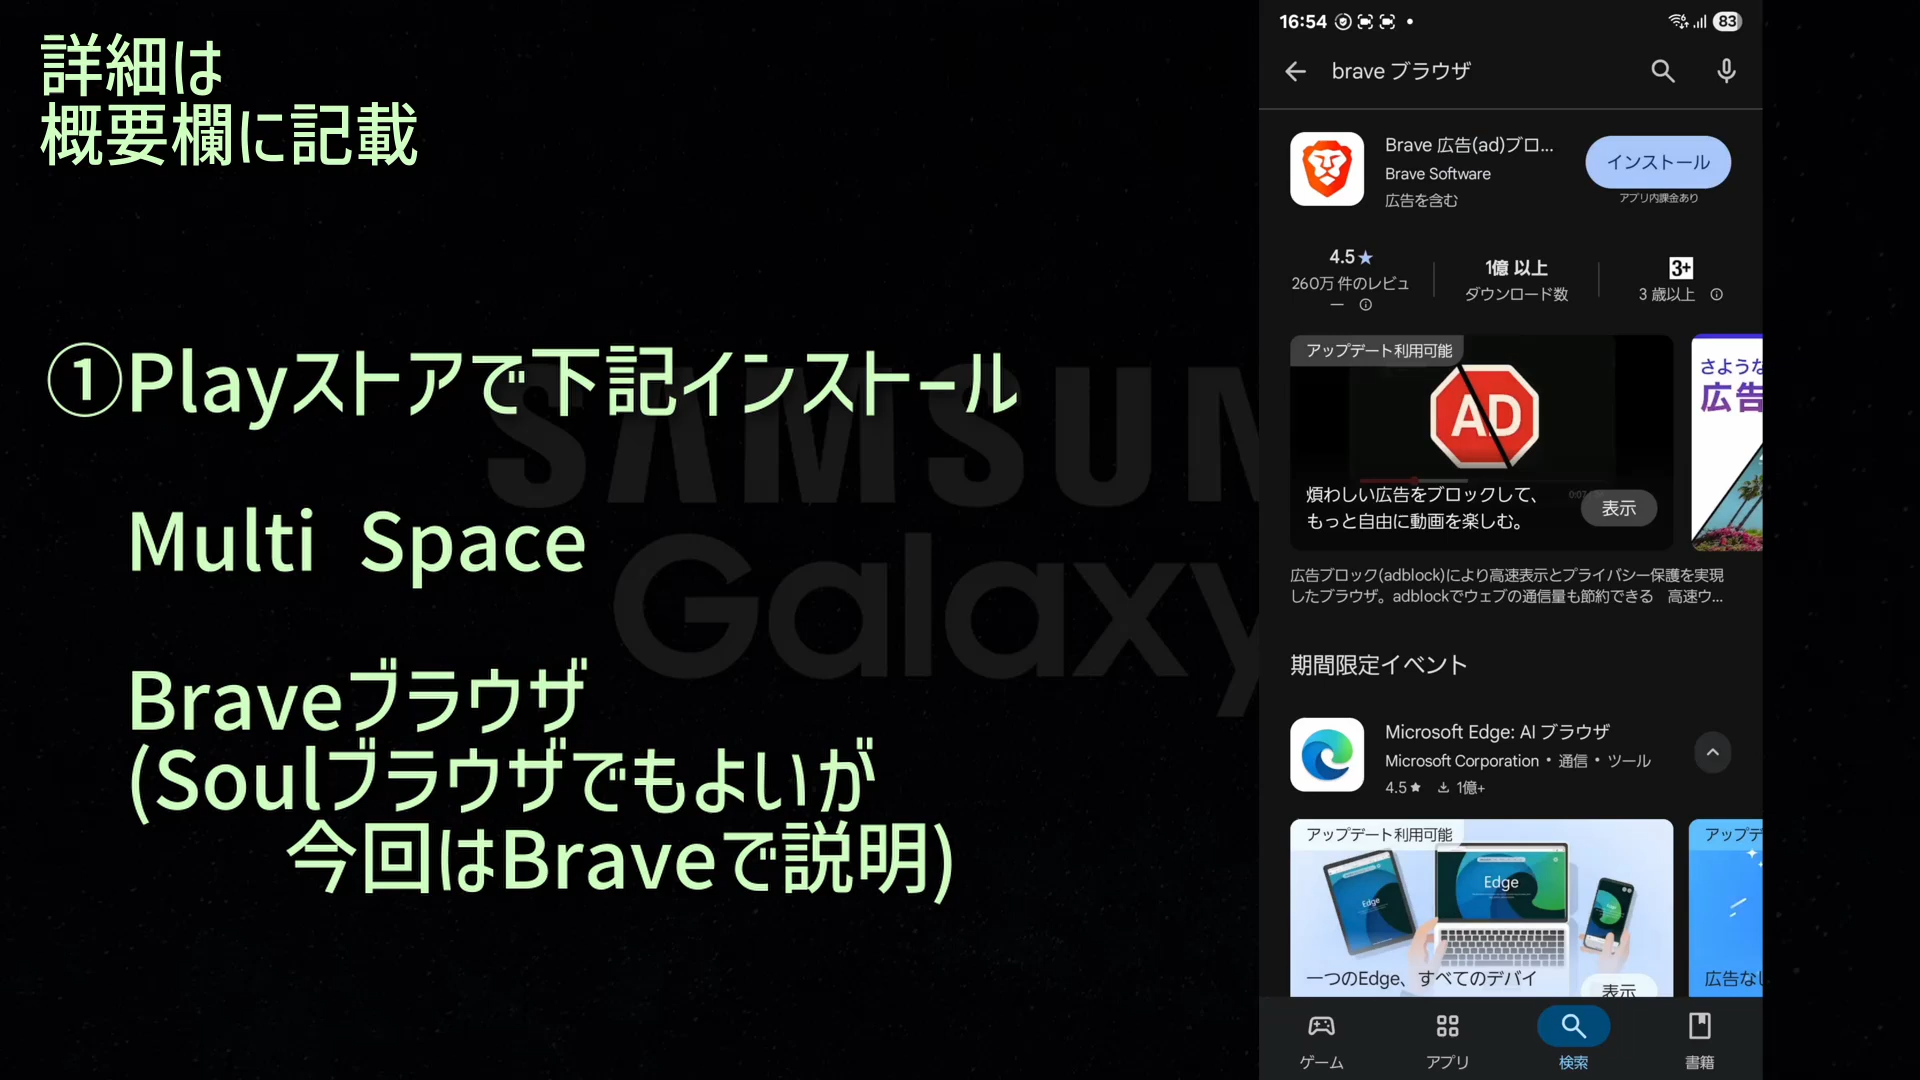 詳細は
概要欄に記載
①Playストアで下記インストール
Multi Space
Braveブラウザ
(Soulブラウザでもよいが
今回はBraveで説明)
SAMSUN
Galaxy
16:54
83
brave ブラウザ
Brave 広告(ad)ブロ...
Brave Software
広告を含む
インストール
アプリ内課金あり
4.5★
260万 件のレビュ
ー
1億 以上
ダウンロード数
3+
3 歳以上
アップデート利用可能
AD
煩わしい広告をブロックして、
もっと自由に動画を楽しむ。
表示
さような
広告
広告ブロック(adblock)により高速表示とプライバシー保護を実現
したブラウザ。adblockでウェブの通信量も節約できる 高速ウ...
期間限定イベント
Microsoft Edge: AI ブラウザ
Microsoft Corporation • 通信 • ツール
4.5★ 1億+
アップデート利用可能
Edge
Edge
一つのEdge、すべてのデバイ
表示
アップデ
広告なし
ゲーム
アプリ
検索
書籍